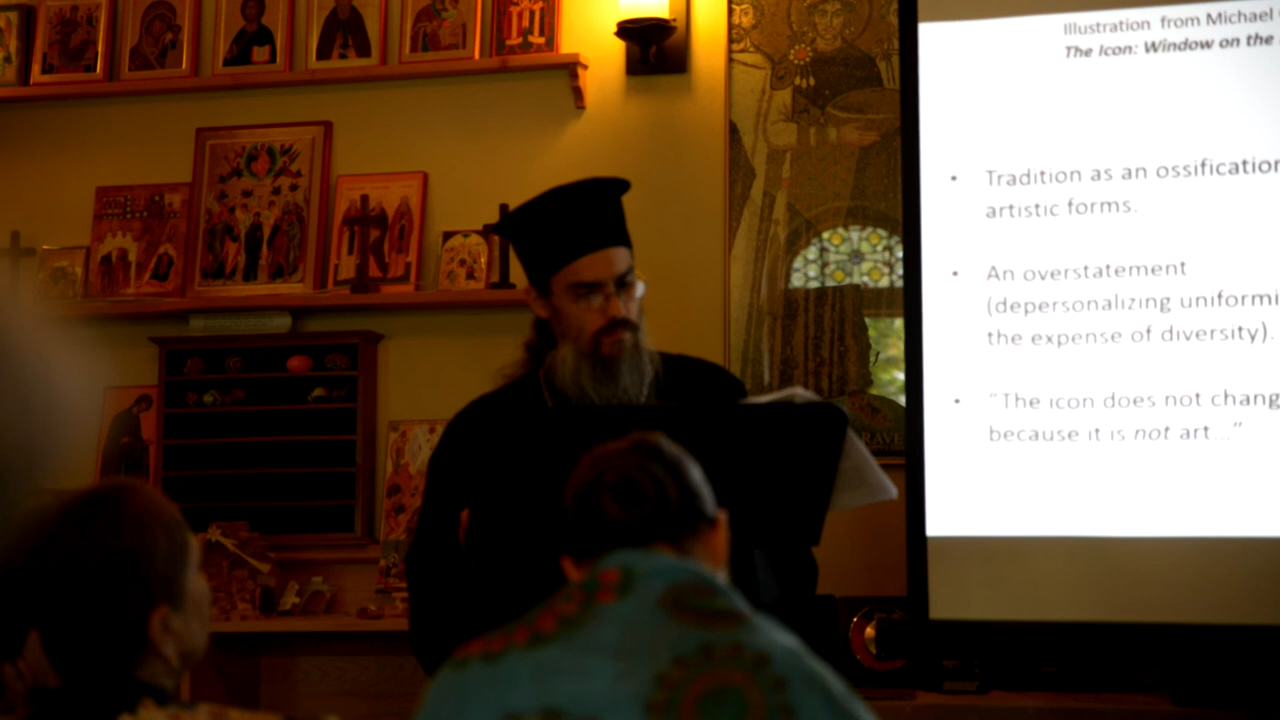 Illustration from Michael
The Icon: Window on the
• Tradition as an ossification
artistic forms.
• An overstatement
(depersonalizing uniformi
the expense of diversity).
• "The icon does not chang
because it is not art..."
RAVE